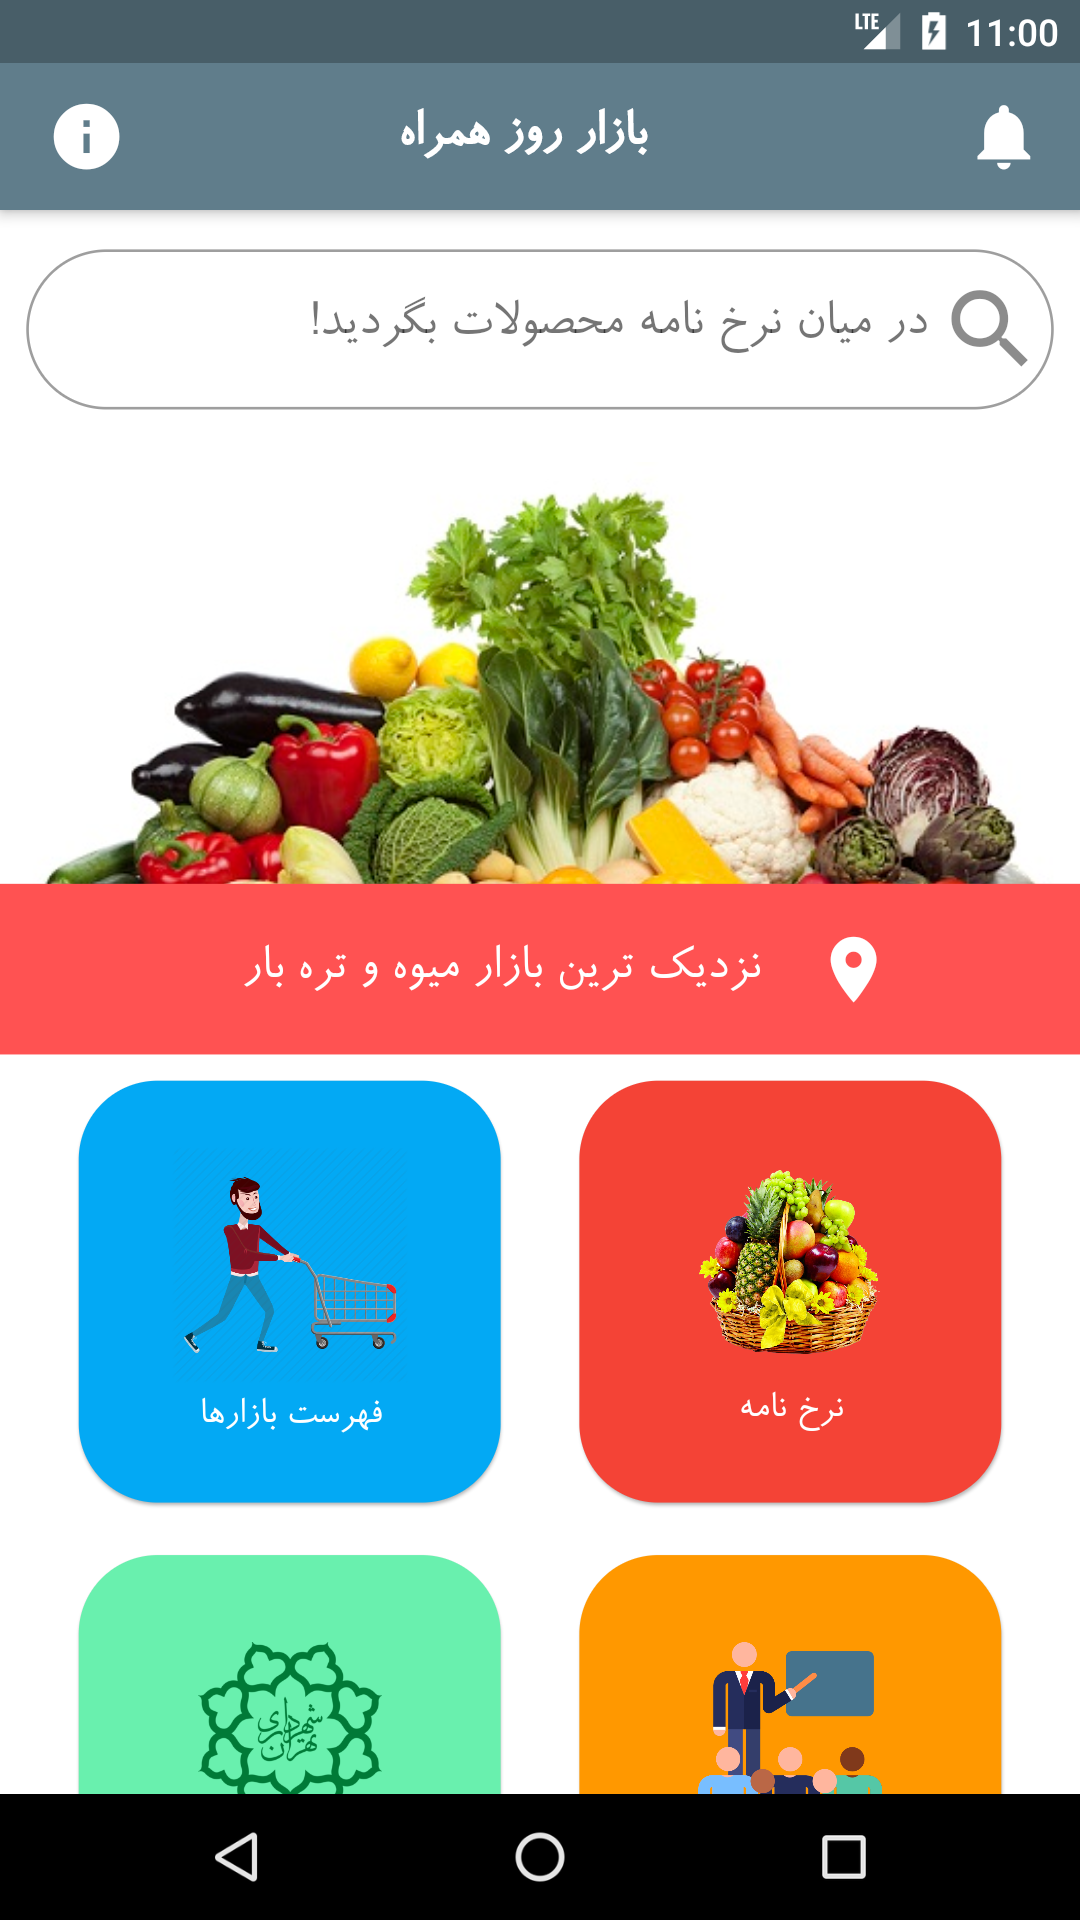 LTE 11:00
بازار روز همراه
در میان نرخ نامه محصولات بگردید!
نزدیک ترین بازار میوه و تره بار
نرخ نامه
فهرست بازارها
شهرداری
تهران